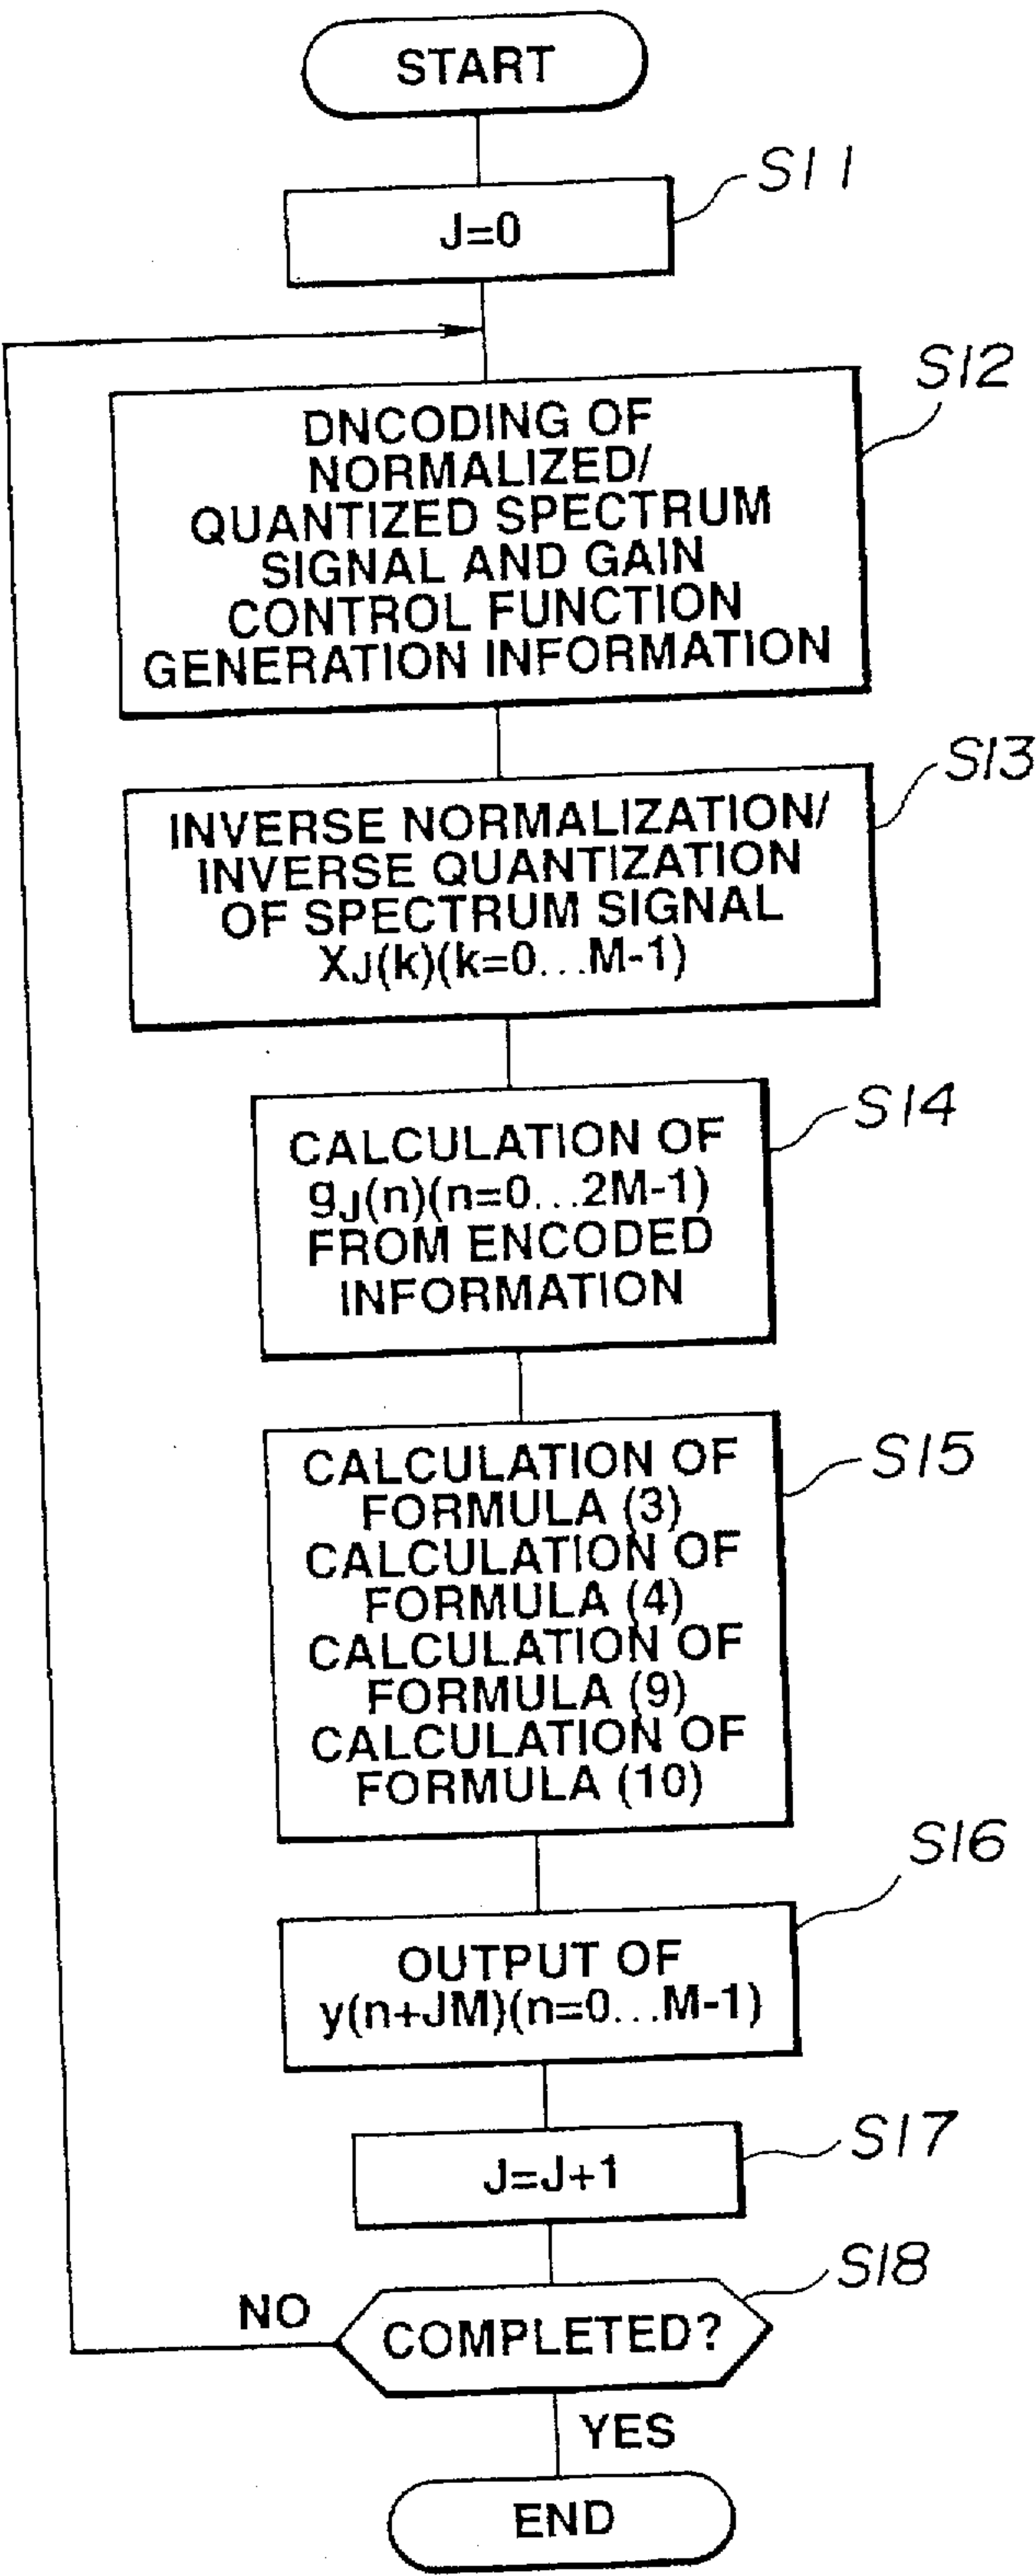 START
S11
J=0
S12
DNCODING OF
NORMALIZED/
QUANTIZED SPECTRUM
SIGNAL AND GAIN
CONTROL FUNCTION
GENERATION INFORMATION
S13
INVERSE NORMALIZATION/
INVERSE QUANTIZATION
OF SPECTRUM SIGNAL
XJ(k)(k=0...M-1)
S14
CALCULATION OF
gJ(n)(n=0...2M-1)
FROM ENCODED
INFORMATION
S15
CALCULATION OF
FORMULA (3)
CALCULATION OF
FORMULA (4)
CALCULATION OF
FORMULA (9)
CALCULATION OF
FORMULA (10)
S16
OUTPUT OF
y(n+JM)(n=0...M-1)
S17
J=J+1
S18
NO
COMPLETED?
YES
END